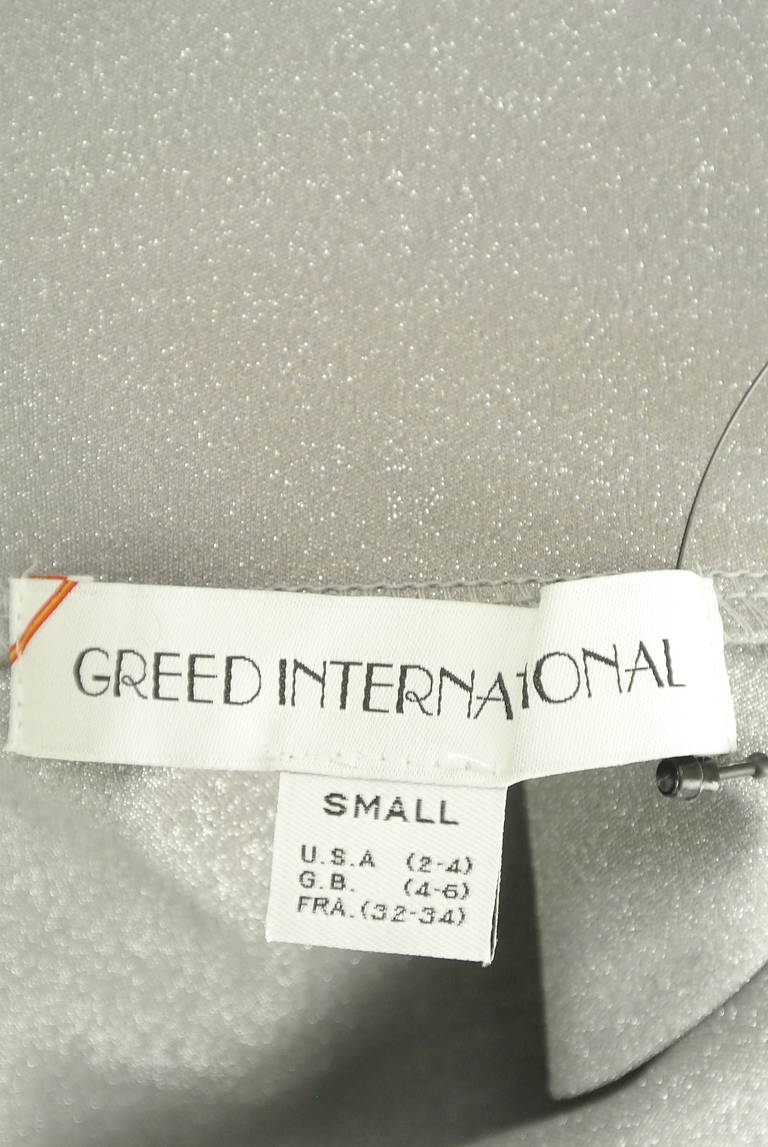 GREED INTERNATIONAL
SMALL
U.S.A (2-4)
G.B. (4-6)
FRA.(32-34)